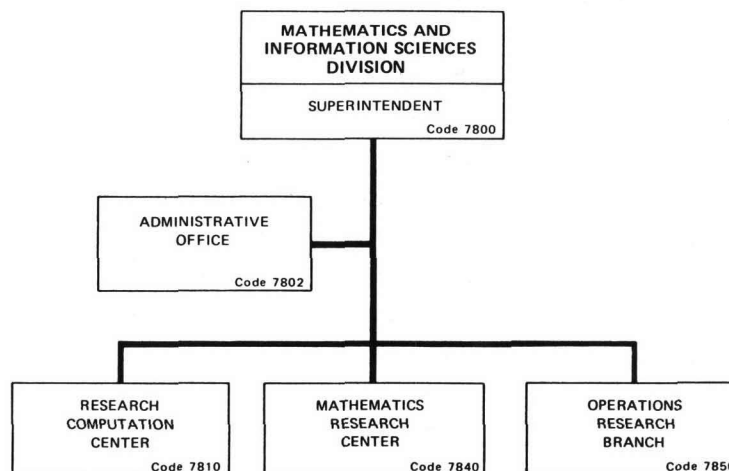 MATHEMATICS AND
INFORMATION SCIENCES
DIVISION
SUPERINTENDENT
Code 7800
ADMINISTRATIVE
OFFICE
Code 7802
RESEARCH
COMPUTATION
CENTER
Code 7810
MATHEMATICS
RESEARCH
CENTER
Code 7840
OPERATIONS
RESEARCH
BRANCH
Code 7850